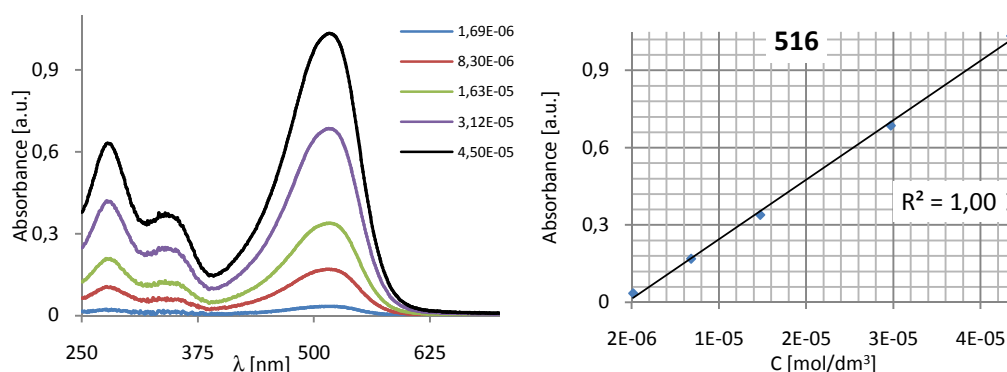 Absorbance [a.u.]
0,9
0,6
0,3
0
250
375
500
625
λ [nm]
1,69E-06
8,30E-06
1,63E-05
3,12E-05
4,50E-05
516
Absorbance [a.u.]
0,9
0,6
0,3
0
R² = 1,00
2E-06
1E-05
2E-05
3E-05
4E-05
C [mol/dm³]